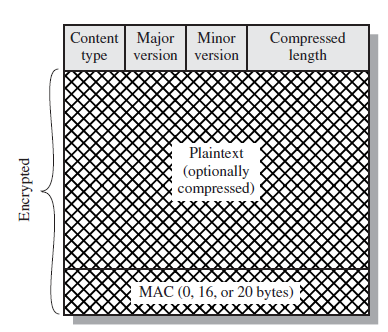 Content type
Major version
Minor version
Compressed length
Encrypted
Plaintext
(optionally
compressed)
MAC (0, 16, or 20 bytes)